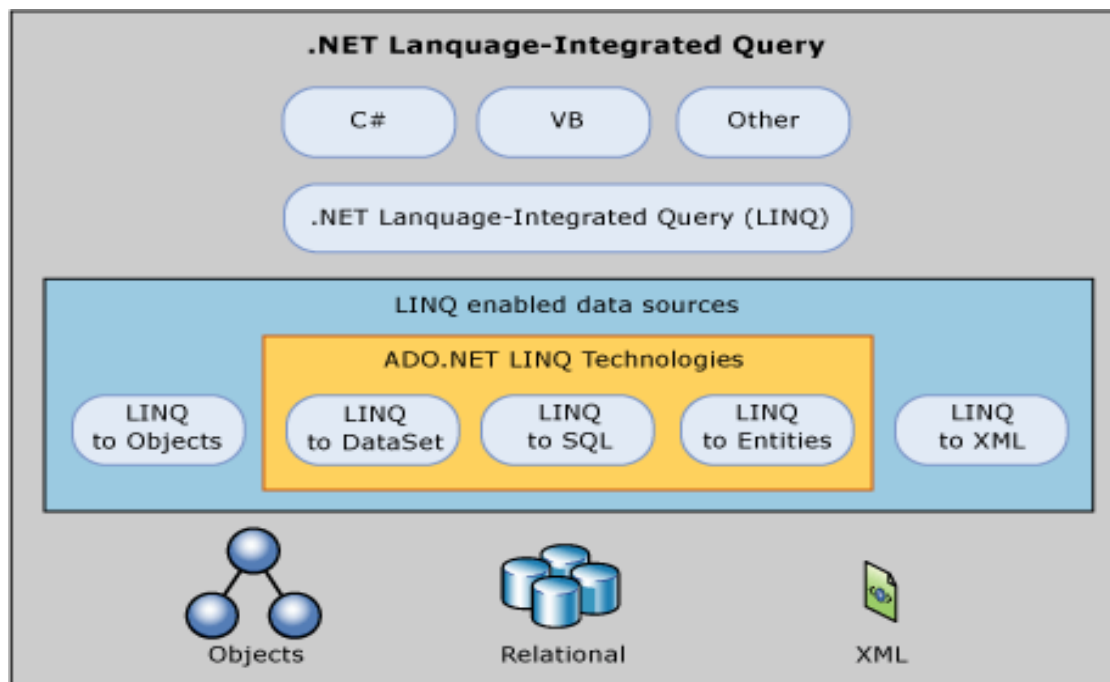 .NET Lanquage-Integrated Query
C#
VB
Other
.NET Lanquage-Integrated Query (LINQ)
LINQ enabled data sources
ADO.NET LINQ Technologies
LINQ
to Objects
LINQ
to DataSet
LINQ
to SQL
LINQ
to Entities
LINQ
to XML
Objects
Relational
XML